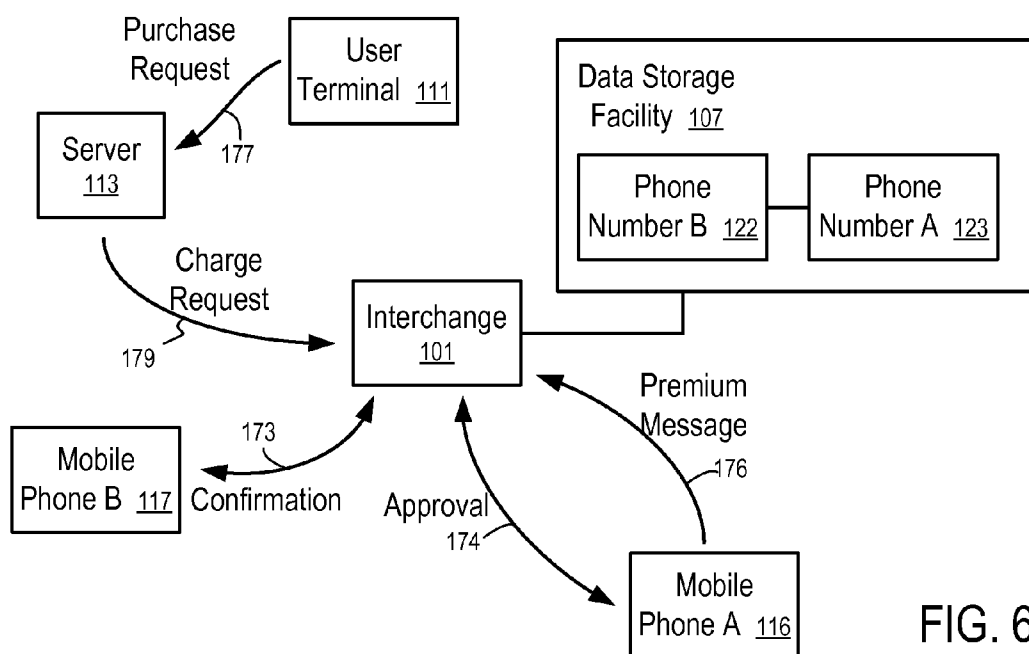 Purchase
Request
User
Terminal 111
177
Server
113
Data Storage
Facility 107
Phone
Number B 122
Phone
Number A 123
Charge
Request
179
Interchange
101
Premium
Message
176
173
Confirmation
Mobile
Phone B 117
Approval
174
Mobile
Phone A 116
FIG. 6